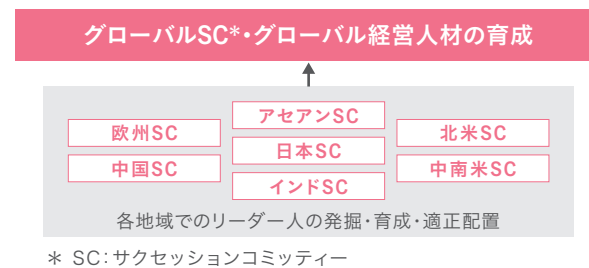 グローバルSC*・グローバル経営人材の育成
欧州SC
中国SC
アセアンSC
日本SC
インドSC
北米SC
中南米SC
各地域でのリーダー人の発掘・育成・適正配置
＊ SC：サクセッションコミッティー